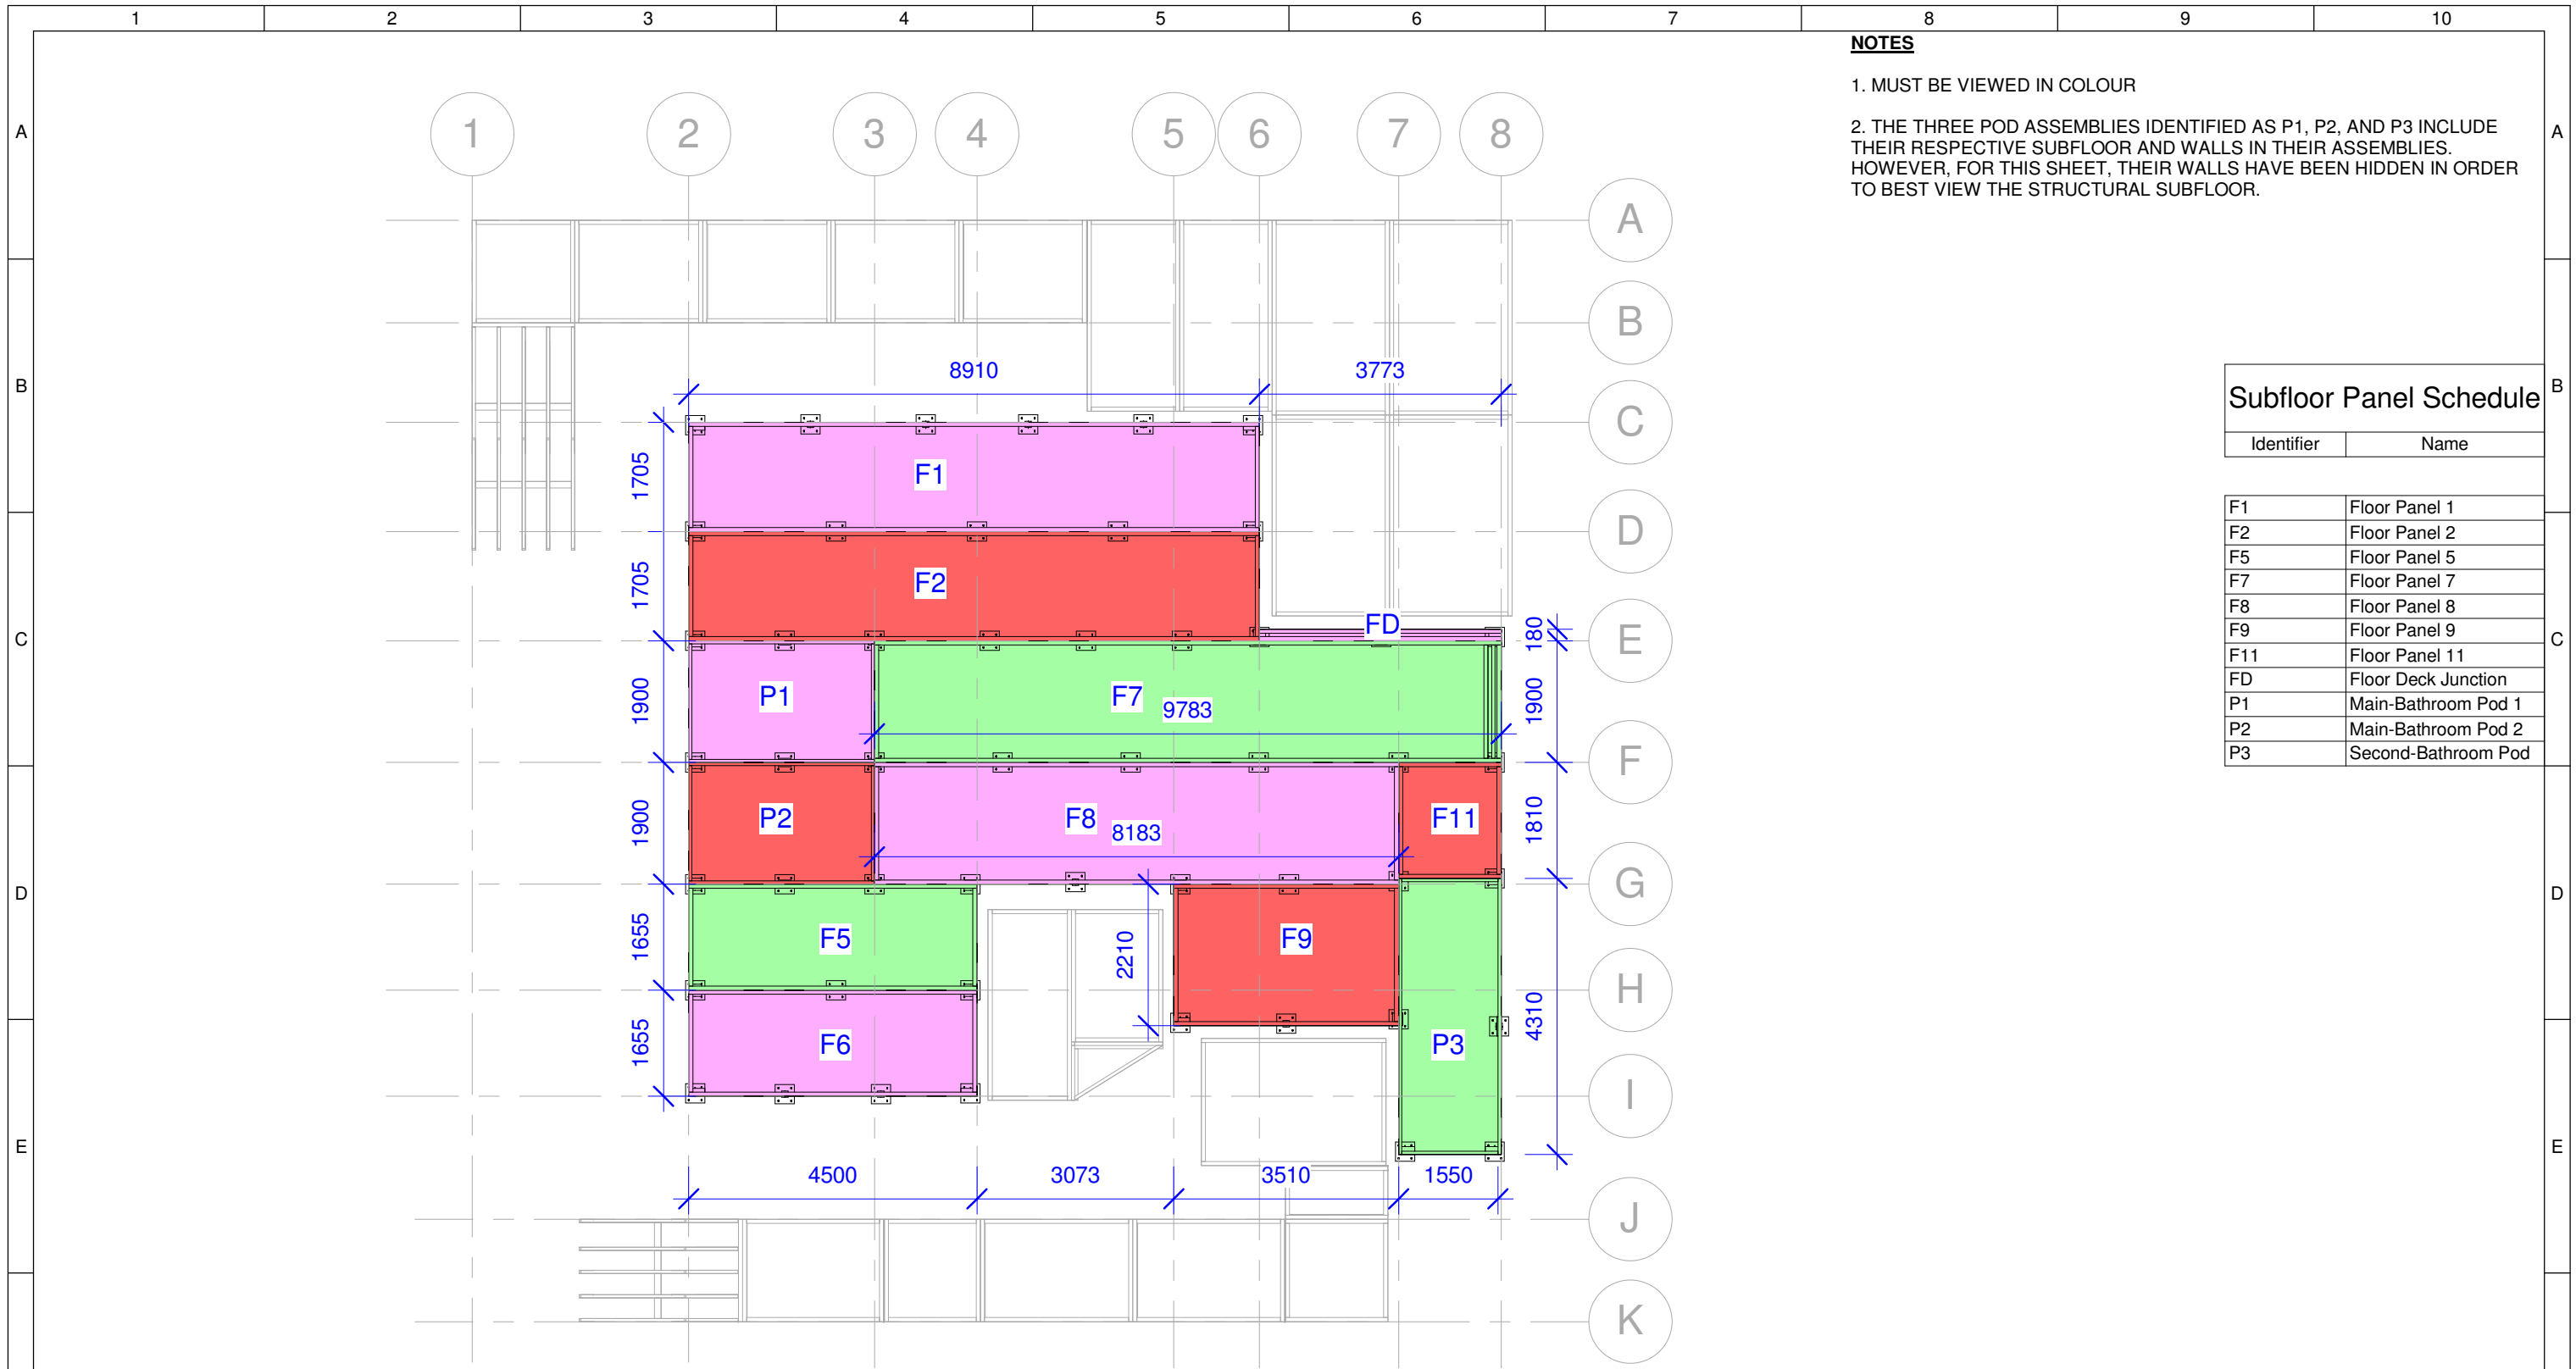 1 2 3 4 5 6 7 8 9 10
NOTES
1. MUST BE VIEWED IN COLOUR
2. THE THREE POD ASSEMBLIES IDENTIFIED AS P1, P2, AND P3 INCLUDE
THEIR RESPECTIVE SUBFLOOR AND WALLS IN THEIR ASSEMBLIES.
HOWEVER, FOR THIS SHEET, THEIR WALLS HAVE BEEN HIDDEN IN ORDER
TO BEST VIEW THE STRUCTURAL SUBFLOOR.
A A
1 2 3 4 5 6 7 8
A
B
8910 3773
B B
C
1705 F1
D
1705 F2
FD 180
C C
E
1900 P1 F7 9783 1900
F
1900 P2 F8 8183 F11 1810
G
D D
1655 F5 2210 F9
H
1655 F6 P3 4310
I
E E
4500 3073 3510 1550
J
K
Subfloor Panel Schedule
Identifier Name
F1 Floor Panel 1
F2 Floor Panel 2
F5 Floor Panel 5
F7 Floor Panel 7
F8 Floor Panel 8
F9 Floor Panel 9
F11 Floor Panel 11
FD Floor Deck Junction
P1 Main-Bathroom Pod 1
P2 Main-Bathroom Pod 2
P3 Second-Bathroom Pod